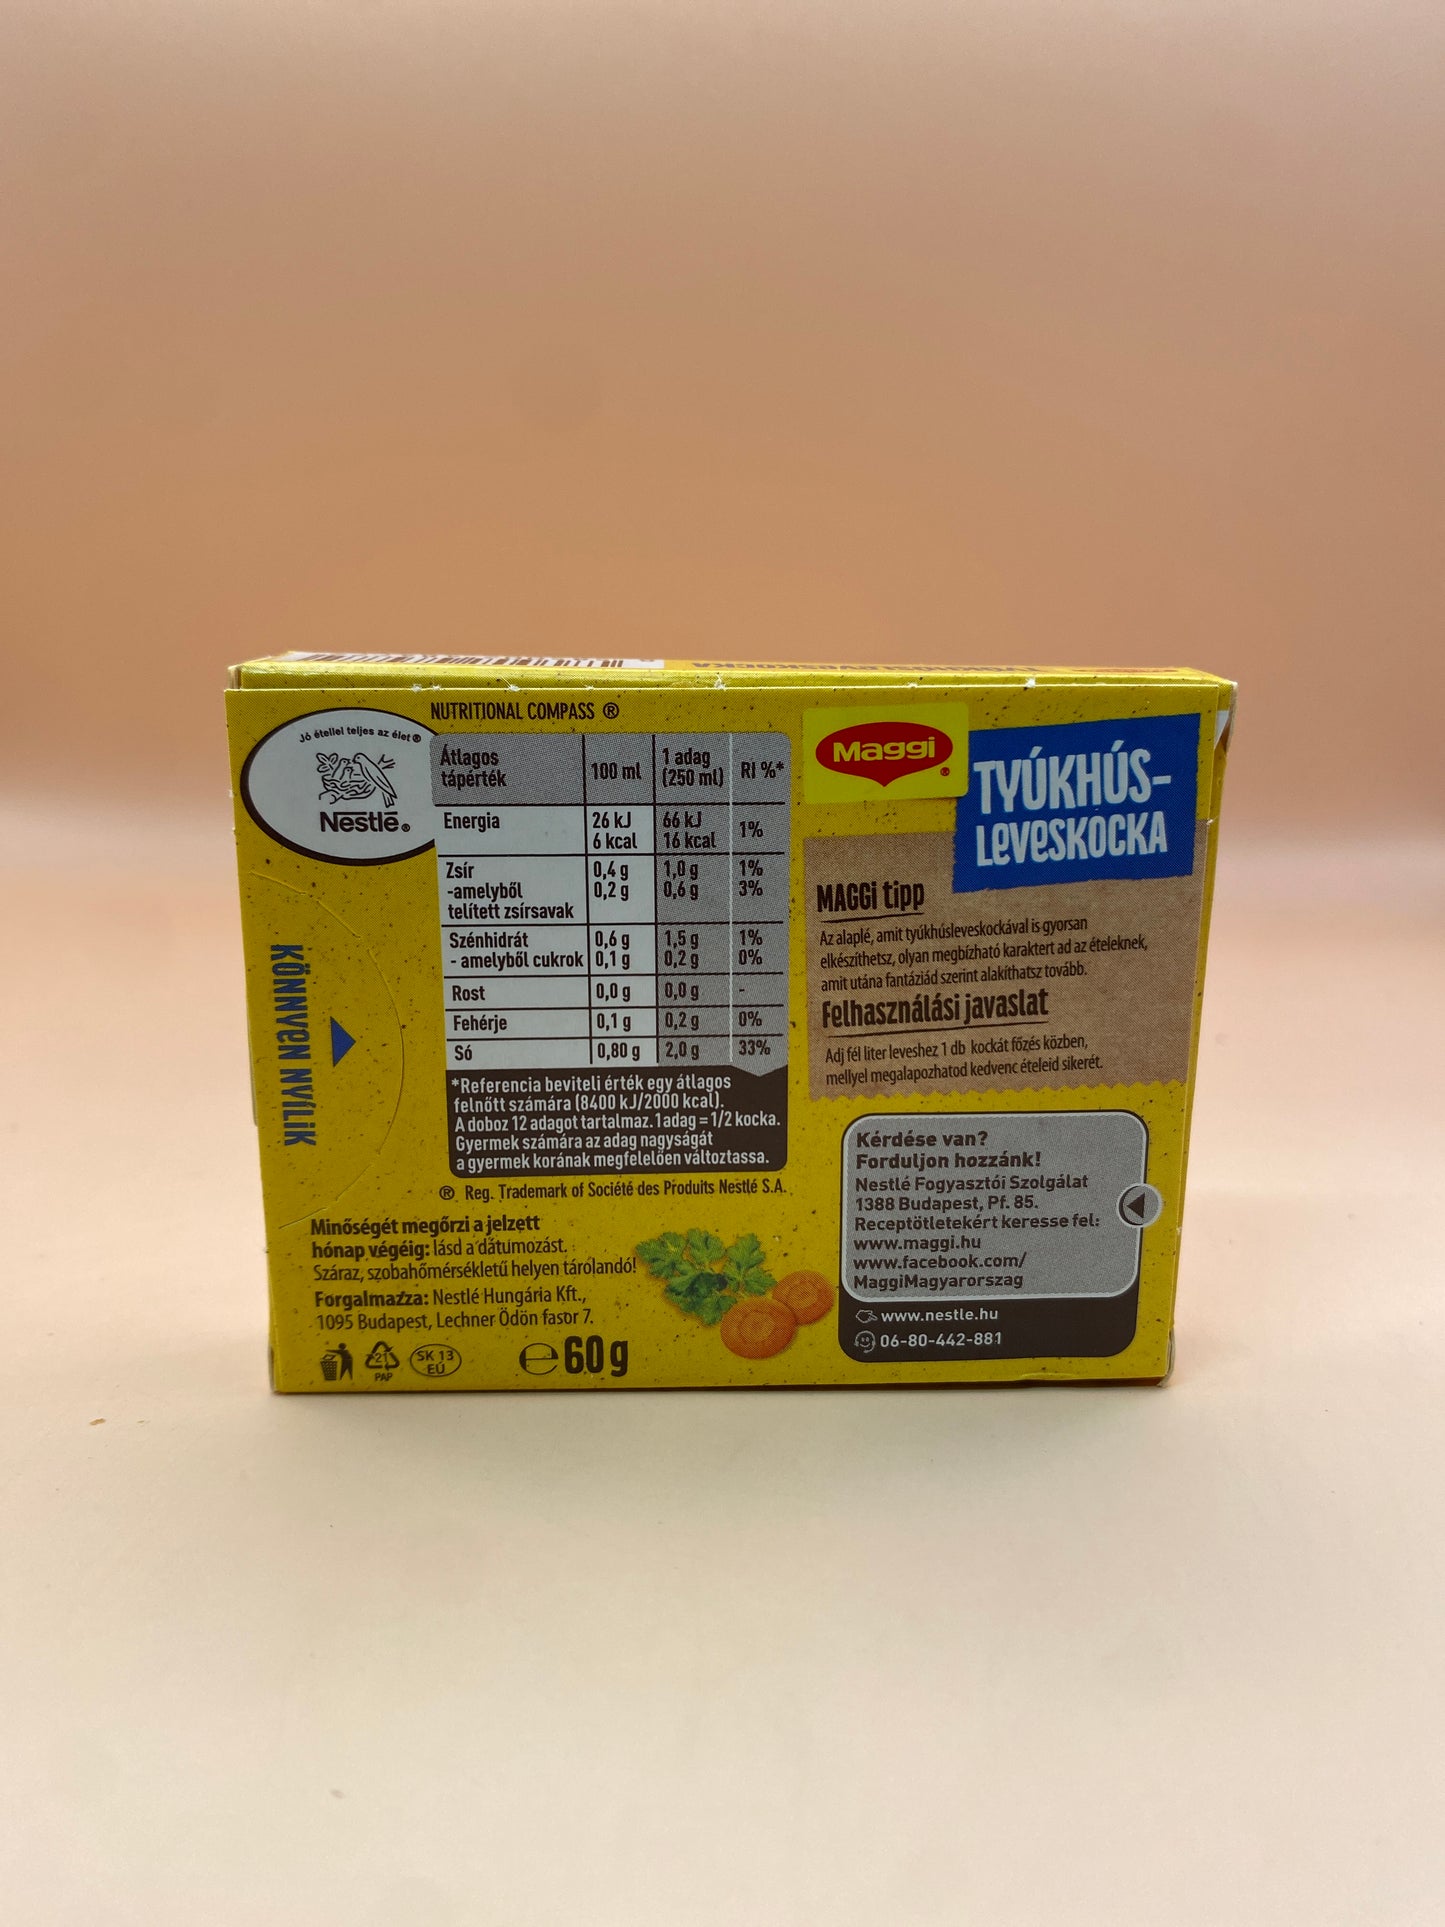 TYÚKHÚSLEVESKOCKA
Jó étellel teljes az élet ®
Nestlé®
KÖNNYEN NYÍLIK
NUTRITIONAL COMPASS ®
Átlagos tápérték 100 ml 1 adag (250 ml) RI %*
Energia 26 kJ 66 kJ 1%
6 kcal 16 kcal
Zsír 0,4 g 1,0 g 1%
-amelyből 0,2 g 0,6 g 3%
telített zsírsavak
Szénhidrát 0,6 g 1,5 g 1%
- amelyből cukrok 0,1 g 0,2 g 0%
Rost 0,0 g 0,0 g -
Fehérje 0,1 g 0,2 g 0%
Só 0,80 g 2,0 g 33%
*Referencia beviteli érték egy átlagos
felnőtt számára (8400 kJ/2000 kcal).
A doboz 12 adagot tartalmaz. 1 adag = 1/2 kocka.
Gyermek számára az adag nagyságát
a gyermek korának megfelelően változtassa.
® Reg. Trademark of Société des Produits Nestlé S.A.
Minőségét megőrzi a jelzett
hónap végéig: lásd a dátumozást.
Száraz, szobahőmérsékletű helyen tárolandó!
Forgalmazza: Nestlé Hungária Kft.,
1095 Budapest, Lechner Ödön fasor 7.
21
PAP
SK 13
EÚ
e 60 g
Maggi®
TYÚKHÚS-
LEVESKOCKA
MAGGI tipp
Az alaplé, amit tyúkhúsleveskockával is gyorsan
elkészíthetsz, olyan megbízható karaktert ad az ételeknek,
amit utána fantáziád szerint alakíthatsz tovább.
Felhasználási javaslat
Adj fél liter leveshez 1 db kockát főzés közben,
mellyel megalapozhatod kedvenc ételeid sikerét.
Kérdése van?
Forduljon hozzánk!
Nestlé Fogyasztói Szolgálat
1388 Budapest, Pf. 85.
Receptötletekért keresse fel:
www.maggi.hu
www.facebook.com/
MaggiMagyarorszag
www.nestle.hu
06-80-442-881